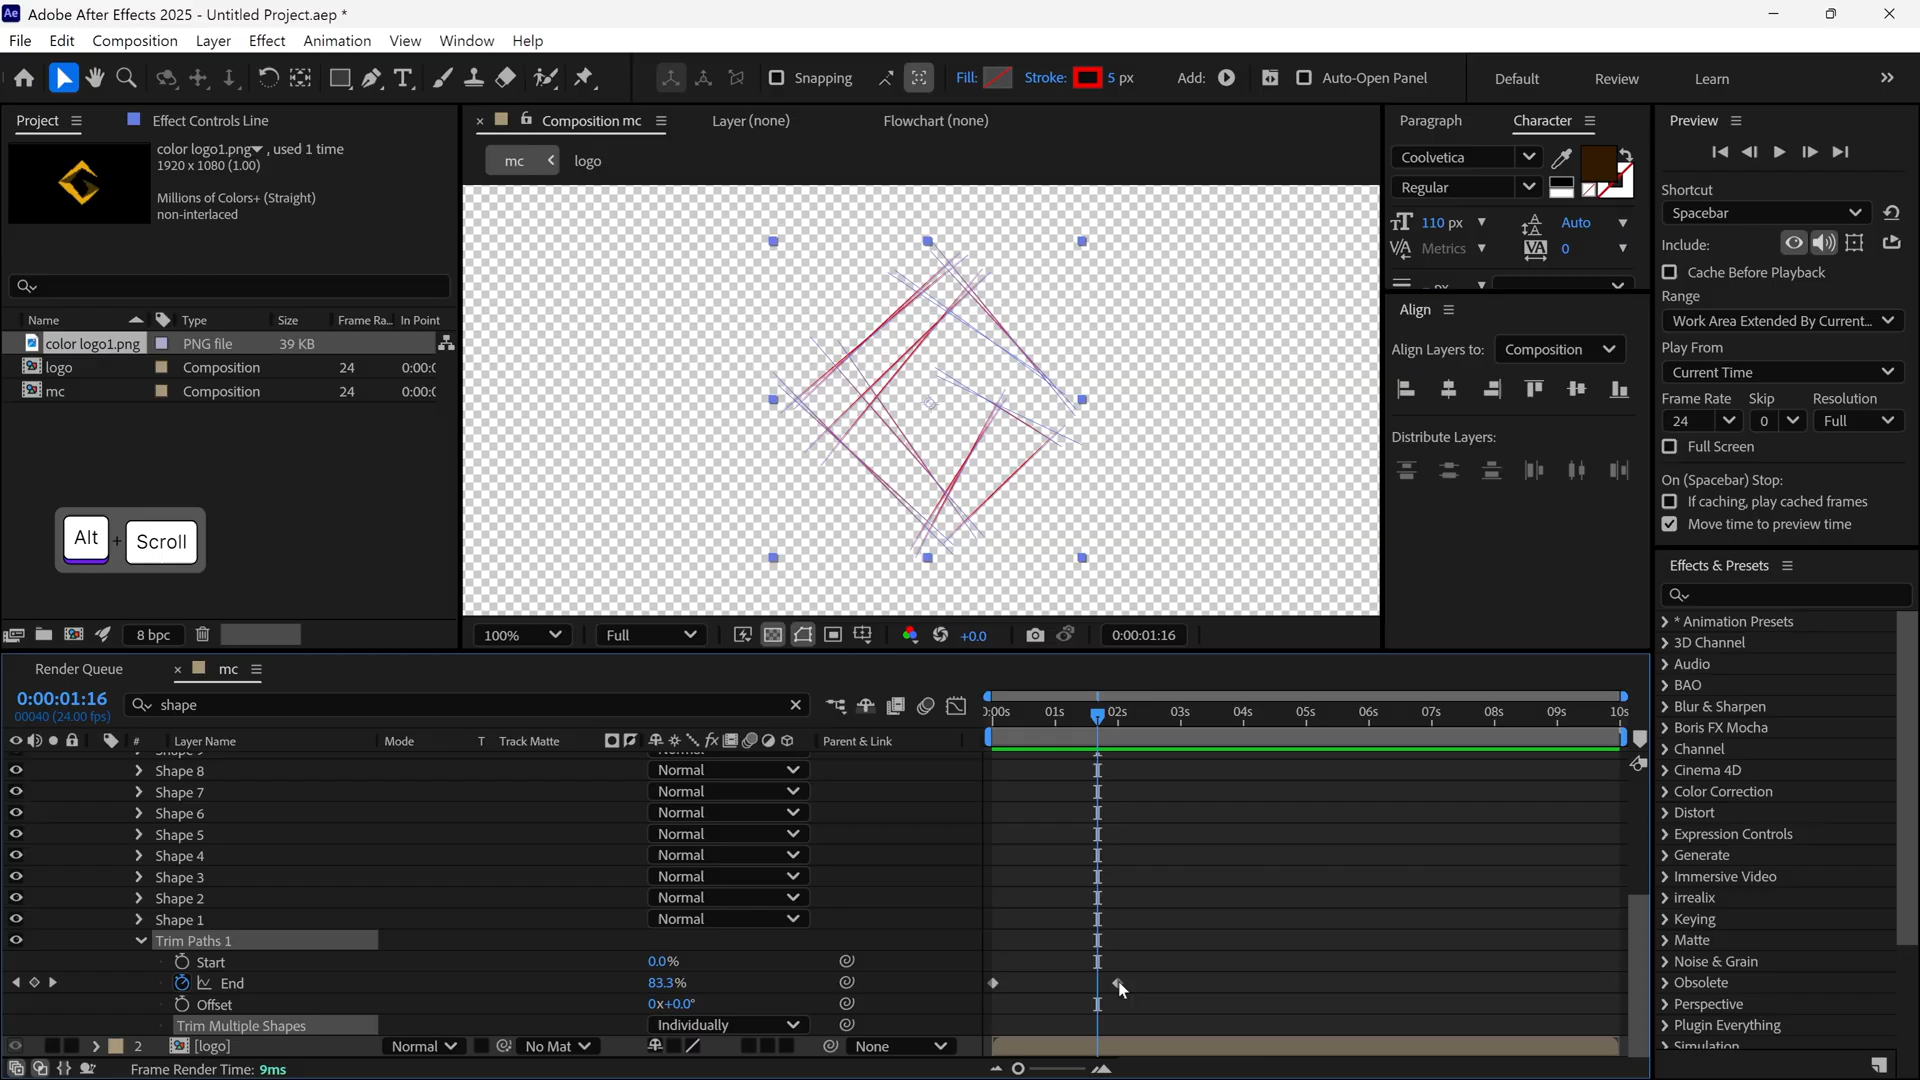 Adobe After Effects 2025 - Untitled Project.aep *
File Edit Composition Layer Effect Animation View Window Help
Snapping Fill: Stroke: 5 px Add: Auto-Open Panel Default Review Learn
Project
Effect Controls Line
Composition mc
Layer (none)
Flowchart (none)
Paragraph
Character
Preview
color logo1.png , used 1 time
1920 x 1080 (1.00)
Millions of Colors+ (Straight)
non-interlaced
mc
logo
Coolvetica
Regular
110 px
Auto
Metrics
0
- px
Shortcut
Spacebar
Include:
Cache Before Playback
Range
Work Area Extended By Current...
Play From
Current Time
Frame Rate Skip Resolution
24 0 Full
Full Screen
On (Spacebar) Stop:
If caching, play cached frames
Move time to preview time
Align
Align Layers to: Composition
Distribute Layers:
Name Type Size Frame Ra... In Point
color logo1.png PNG file 39 KB
logo Composition 24 0:00:0
mc Composition 24 0:00:0
Alt + Scroll
8 bpc
100% Full +0.0 0:00:01:16
Effects & Presets
* Animation Presets
3D Channel
Audio
BAO
Blur & Sharpen
Boris FX Mocha
Channel
Cinema 4D
Color Correction
Distort
Expression Controls
Generate
Immersive Video
irrealix
Keying
Matte
Noise & Grain
Obsolete
Perspective
Plugin Everything
Simulation
Render Queue
mc
0:00:01:16
00040 (24.00 fps)
shape
0:00s 01s 02s 03s 04s 05s 06s 07s 08s 09s 10s
# Layer Name Mode T Track Matte fx Parent & Link
Shape 9
Shape 8 Normal
Shape 7 Normal
Shape 6 Normal
Shape 5 Normal
Shape 4 Normal
Shape 3 Normal
Shape 2 Normal
Shape 1 Normal
Trim Paths 1
Start 0.0%
End 83.3%
Offset 0x+0.0°
Trim Multiple Shapes Individually
2 [logo] Normal No Mat None
Frame Render Time: 9ms